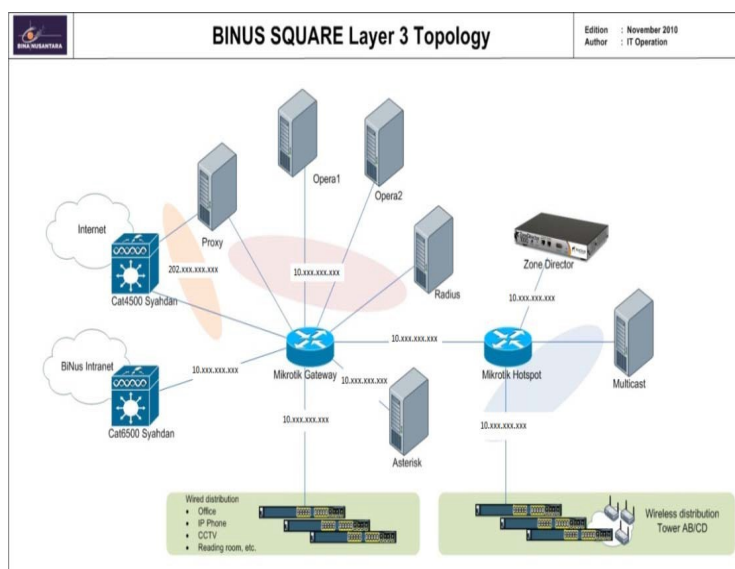 BINA NUSANTARA
BINUS SQUARE Layer 3 Topology
Edition : November 2010
Author : IT Operation
Opera1
Opera2
Internet
Proxy
Zone Director
202.xxx.xxx.xxx
10.xxx.xxx.xxx
Radius
10.xxx.xxx.xxx
Cat4500 Syahdan
10.xxx.xxx.xxx
BiNus Intranet
10.xxx.xxx.xxx
Mikrotik Gateway
10.xxx.xxx.xxx
Mikrotik Hotspot
Multicast
10.xxx.xxx.xxx
10.xxx.xxx.xxx
Cat6500 Syahdan
Asterisk
Wired distribution
• Office
• IP Phone
• CCTV
• Reading room, etc.
Wireless distribution
Tower AB/CD